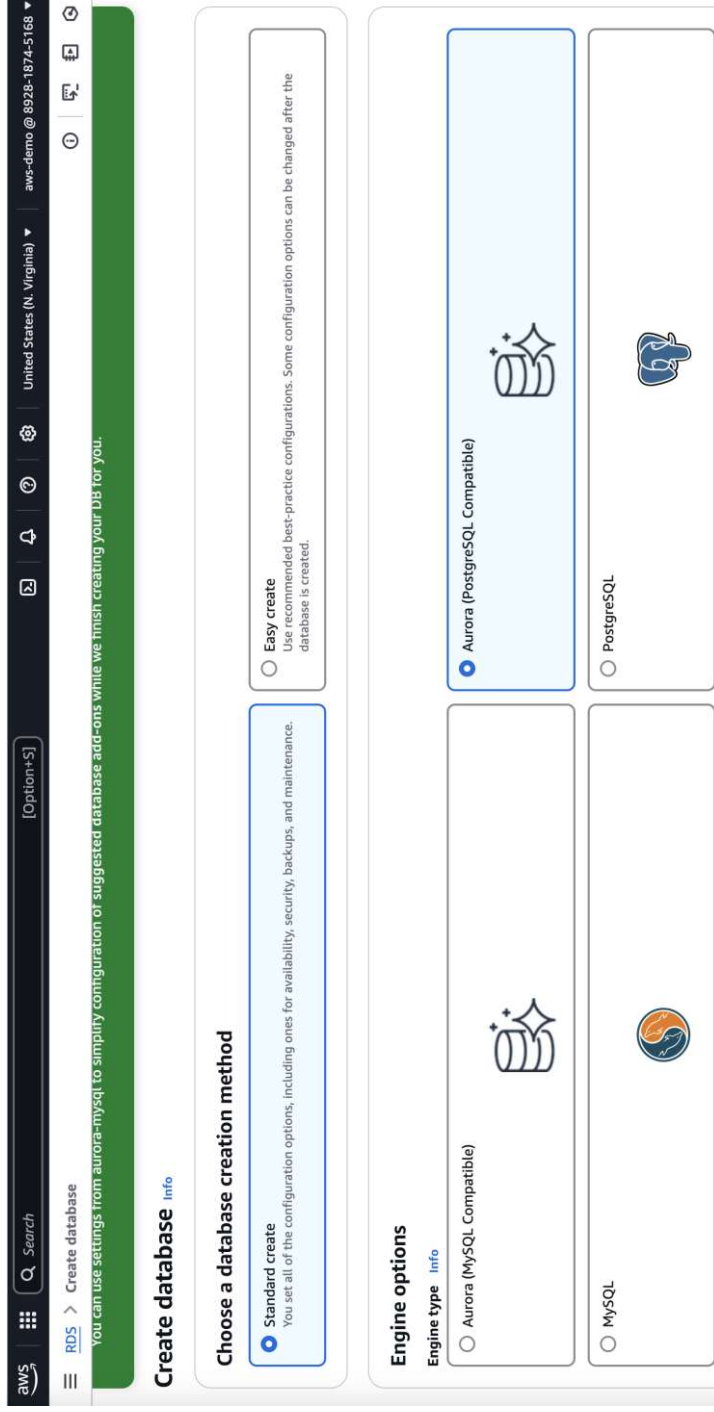 aws
Search
[Option+S]
United States (N. Virginia)
aws-demo @ 8928-1874-5168
RDS > Create database
You can use settings from aurora-mysql to simplify configuration of suggested database add-ons while we finish creating your DB for you.
Create database Info
Choose a database creation method
Standard create
You set all of the configuration options, including ones for availability, security, backups, and maintenance.
Easy create
Use recommended best-practice configurations. Some configuration options can be changed after the
database is created.
Engine options
Engine type Info
Aurora (MySQL Compatible)
Aurora (PostgreSQL Compatible)
MySQL
PostgreSQL